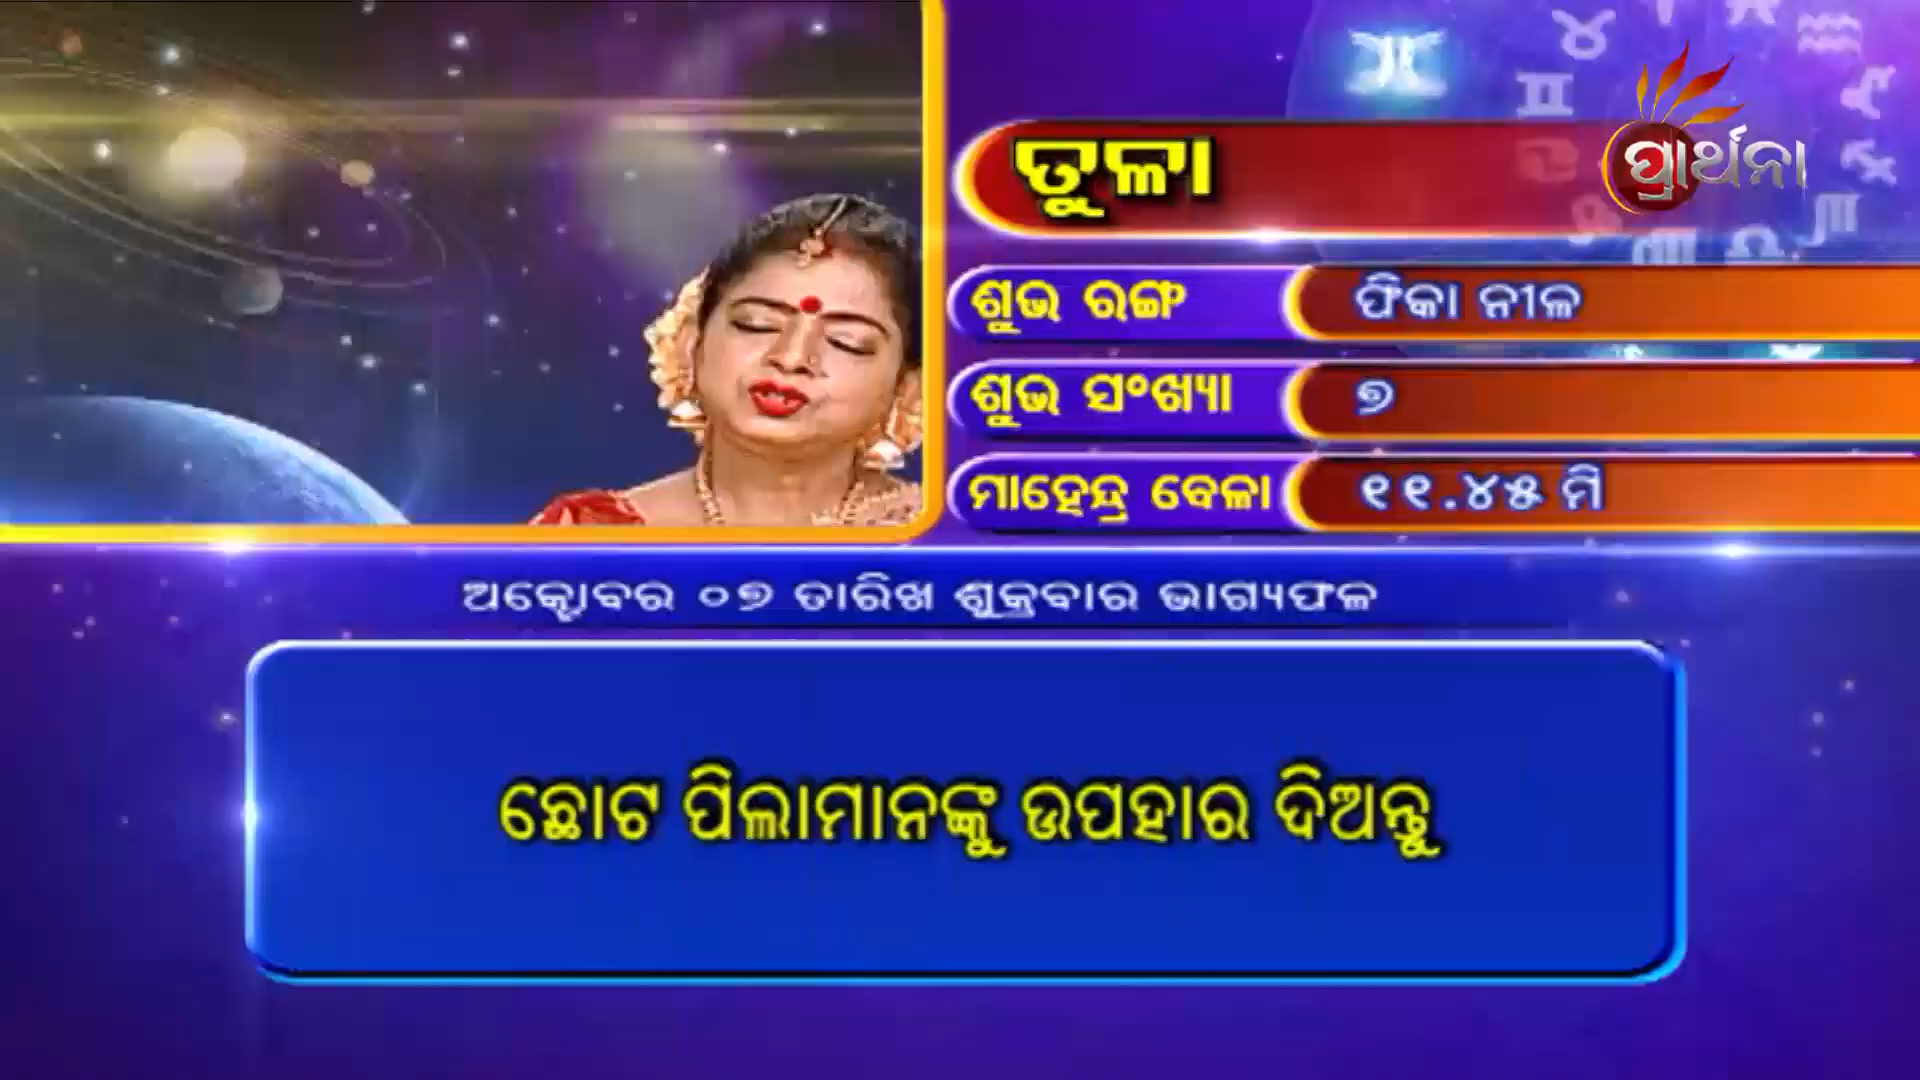 ପ୍ରାର୍ଥନା
ତୁଳା
ଶୁଭ ରଙ୍ଗ ଫିକା ନୀଳ
ଶୁଭ ସଂଖ୍ୟା ୭
ମାହେନ୍ଦ୍ର ବେଳା ୧୧.୪୫ ମି
ଅକ୍ଟୋବର ୦୭ ତାରିଖ ଶୁକ୍ରବାର ଭାଗ୍ୟଫଳ
ଛୋଟ ପିଲାମାନଙ୍କୁ ଉପହାର ଦିଅନ୍ତୁ